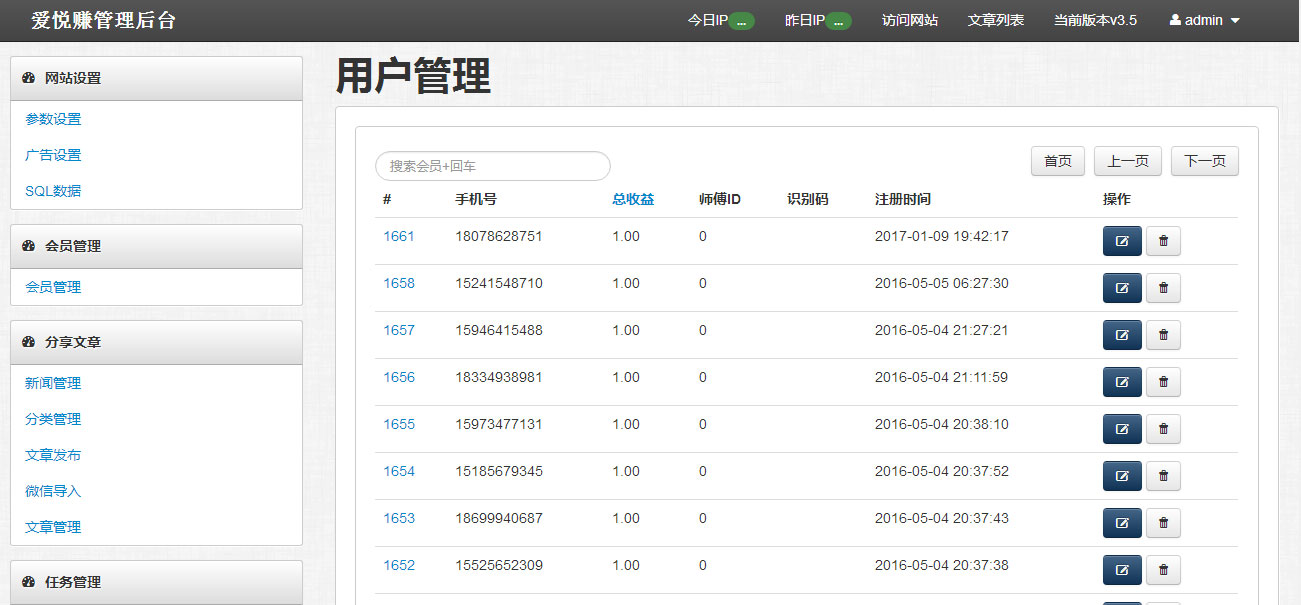 爱悦赚管理后台 今日IP ... 昨日IP ... 访问网站 文章列表 当前版本v3.5 admin
网站设置
参数设置
广告设置
SQL数据
会员管理
会员管理
分享文章
新闻管理
分类管理
文章发布
微信导入
文章管理
任务管理
用户管理
搜索会员+回车 首页 上一页 下一页
# 手机号 总收益 师傅ID 识别码 注册时间 操作
1661 18078628751 1.00 0 2017-01-09 19:42:17
1658 15241548710 1.00 0 2016-05-05 06:27:30
1657 15946415488 1.00 0 2016-05-04 21:27:21
1656 18334938981 1.00 0 2016-05-04 21:11:59
1655 15973477131 1.00 0 2016-05-04 20:38:10
1654 15185679345 1.00 0 2016-05-04 20:37:52
1653 18699940687 1.00 0 2016-05-04 20:37:43
1652 15525652309 1.00 0 2016-05-04 20:37:38